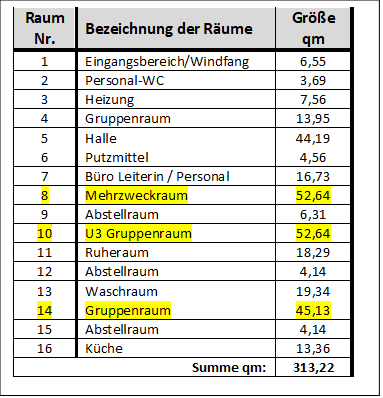 Raum Nr. Bezeichnung der Räume Größe qm
1 Eingangsbereich/Windfang 6,55
2 Personal-WC 3,69
3 Heizung 7,56
4 Gruppenraum 13,95
5 Halle 44,19
6 Putzmittel 4,56
7 Büro Leiterin / Personal 16,73
8 Mehrzweckraum 52,64
9 Abstellraum 6,31
10 U3 Gruppenraum 52,64
11 Ruheraum 18,29
12 Abstellraum 4,14
13 Waschraum 19,34
14 Gruppenraum 45,13
15 Abstellraum 4,14
16 Küche 13,36
Summe qm: 313,22